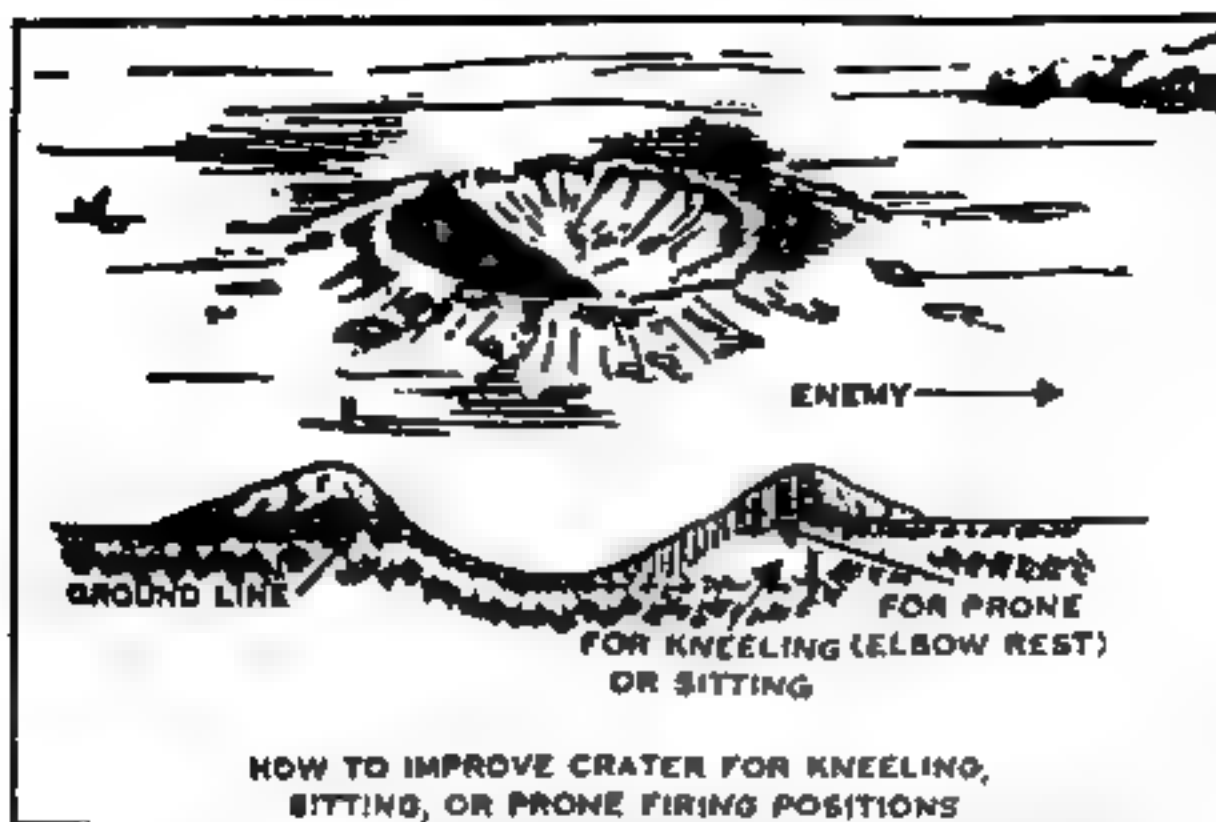 ENEMY
GROUND LINE
FOR PRONE
FOR KNEELING (ELBOW REST)
OR SITTING
HOW TO IMPROVE CRATER FOR KNEELING,
SITTING, OR PRONE FIRING POSITIONS